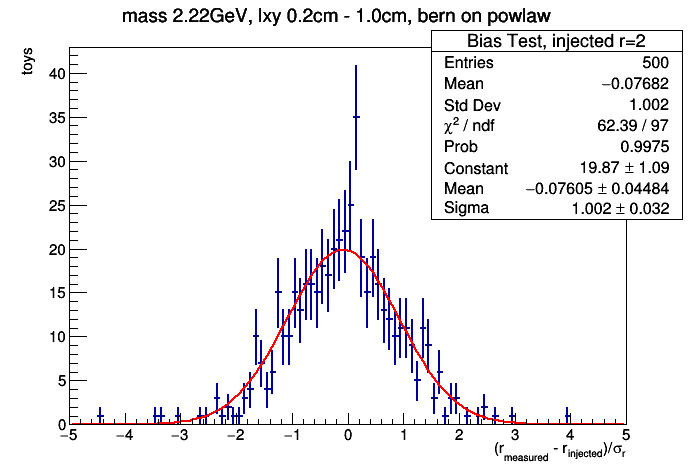 mass 2.22GeV, lxy 0.2cm - 1.0cm, bern on powlaw
toys
Bias Test, injected r=2
Entries 500
Mean −0.07682
Std Dev 1.002
χ² / ndf 62.39 / 97
Prob 0.9975
Constant 19.87 ± 1.09
Mean −0.07605 ± 0.04484
Sigma 1.002 ± 0.032
40
35
30
25
20
15
10
5
0
−5 −4 −3 −2 −1 0 1 2 3 4 5
(r_measured - r_injected)/σ_r